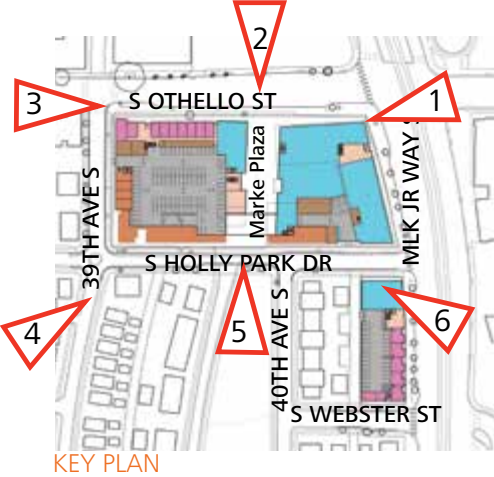 2
3
1
S OTHELLO ST
Marke Plaza
39TH AVE S
MLK JR WAY S
S HOLLY PARK DR
4
5
6
40TH AVE S
S WEBSTER ST
KEY PLAN